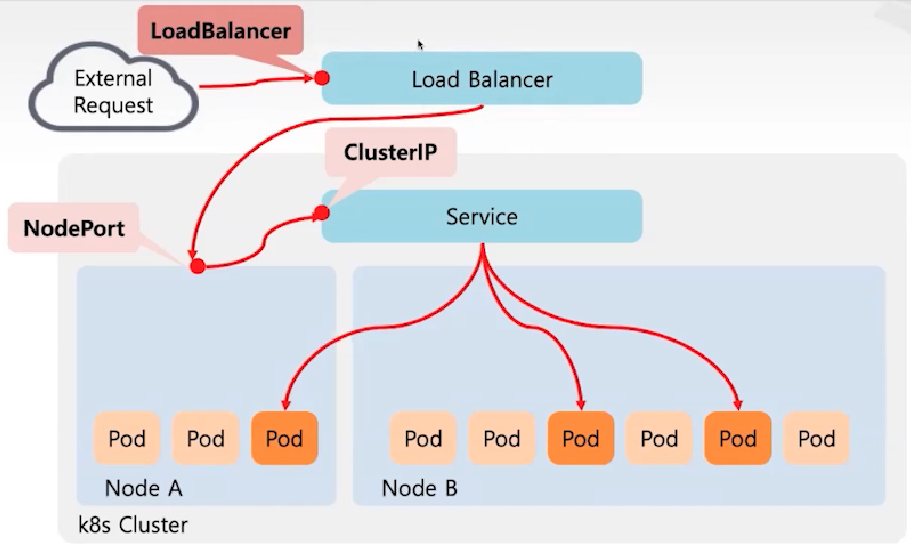 LoadBalancer
External
Request
Load Balancer
ClusterIP
Service
NodePort
Pod Pod Pod Pod Pod Pod Pod Pod Pod
Node A Node B
k8s Cluster